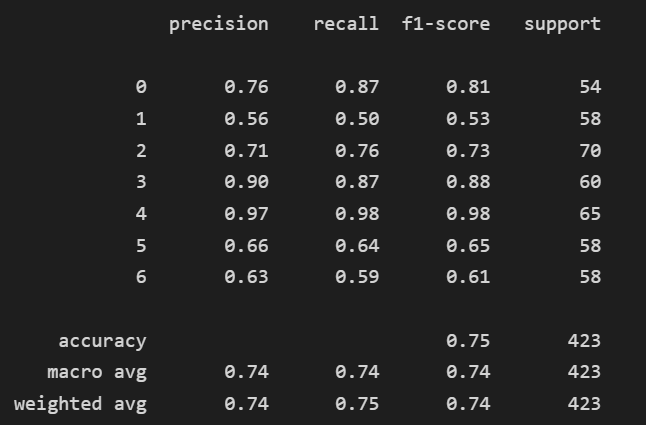 precision recall f1-score support
0 0.76 0.87 0.81 54
1 0.56 0.50 0.53 58
2 0.71 0.76 0.73 70
3 0.90 0.87 0.88 60
4 0.97 0.98 0.98 65
5 0.66 0.64 0.65 58
6 0.63 0.59 0.61 58
accuracy 0.75 423
macro avg 0.74 0.74 0.74 423
weighted avg 0.74 0.75 0.74 423